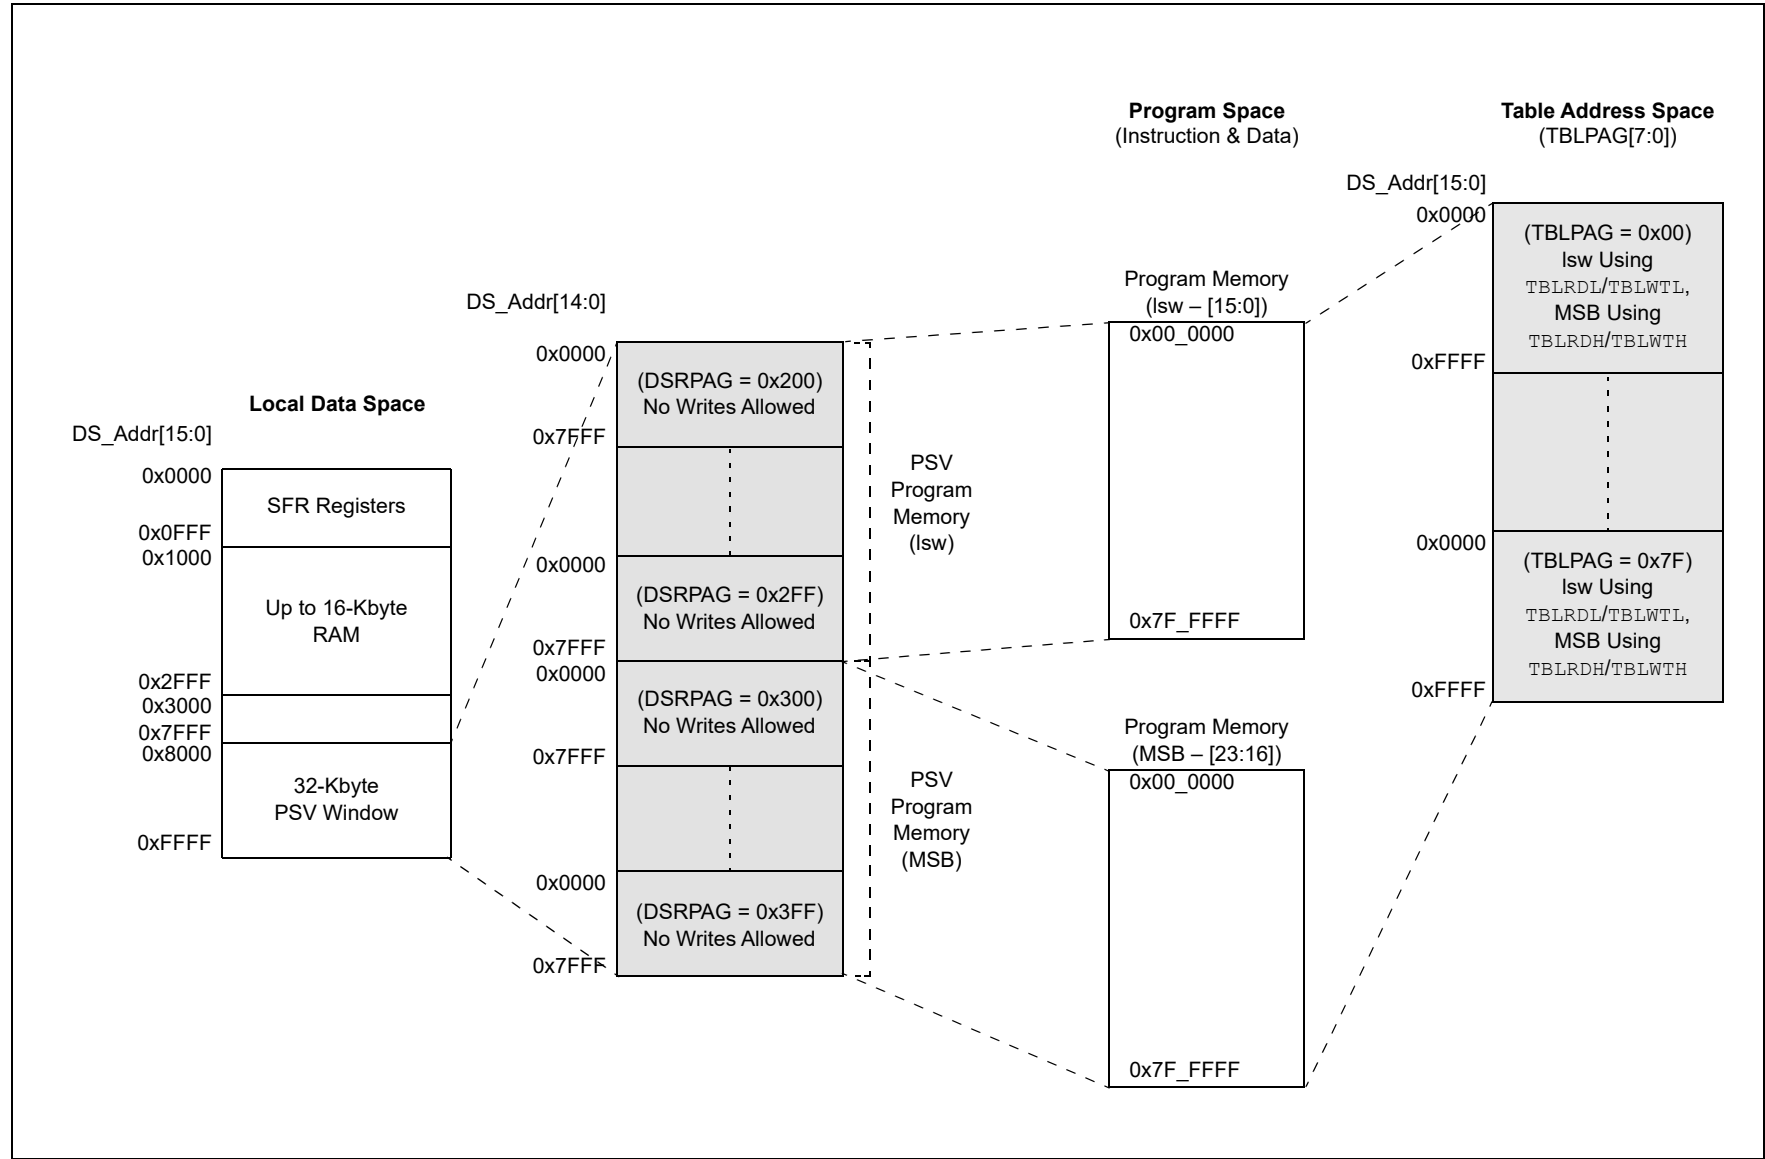 Local Data Space
DS_Addr[15:0]
0x0000
SFR Registers
0x0FFF
0x1000
Up to 16-Kbyte
RAM
0x2FFF
0x3000
0x7FFF
0x8000
32-Kbyte
PSV Window
0xFFFF
DS_Addr[14:0]
0x0000
(DSRPAG = 0x200)
No Writes Allowed
0x7FFF
0x0000
(DSRPAG = 0x2FF)
No Writes Allowed
0x7FFF
0x0000
(DSRPAG = 0x300)
No Writes Allowed
0x7FFF
0x0000
(DSRPAG = 0x3FF)
No Writes Allowed
0x7FFF
PSV
Program
Memory
(lsw)
PSV
Program
Memory
(MSB)
Program Space
(Instruction & Data)
Program Memory
(lsw – [15:0])
0x00_0000
0x7F_FFFF
Program Memory
(MSB – [23:16])
0x00_0000
0x7F_FFFF
Table Address Space
(TBLPAG[7:0])
DS_Addr[15:0]
0x0000
(TBLPAG = 0x00)
lsw Using
TBLRDL/TBLWTL,
MSB Using
TBLRDH/TBLWTH
0xFFFF
0x0000
(TBLPAG = 0x7F)
lsw Using
TBLRDL/TBLWTL,
MSB Using
TBLRDH/TBLWTH
0xFFFF